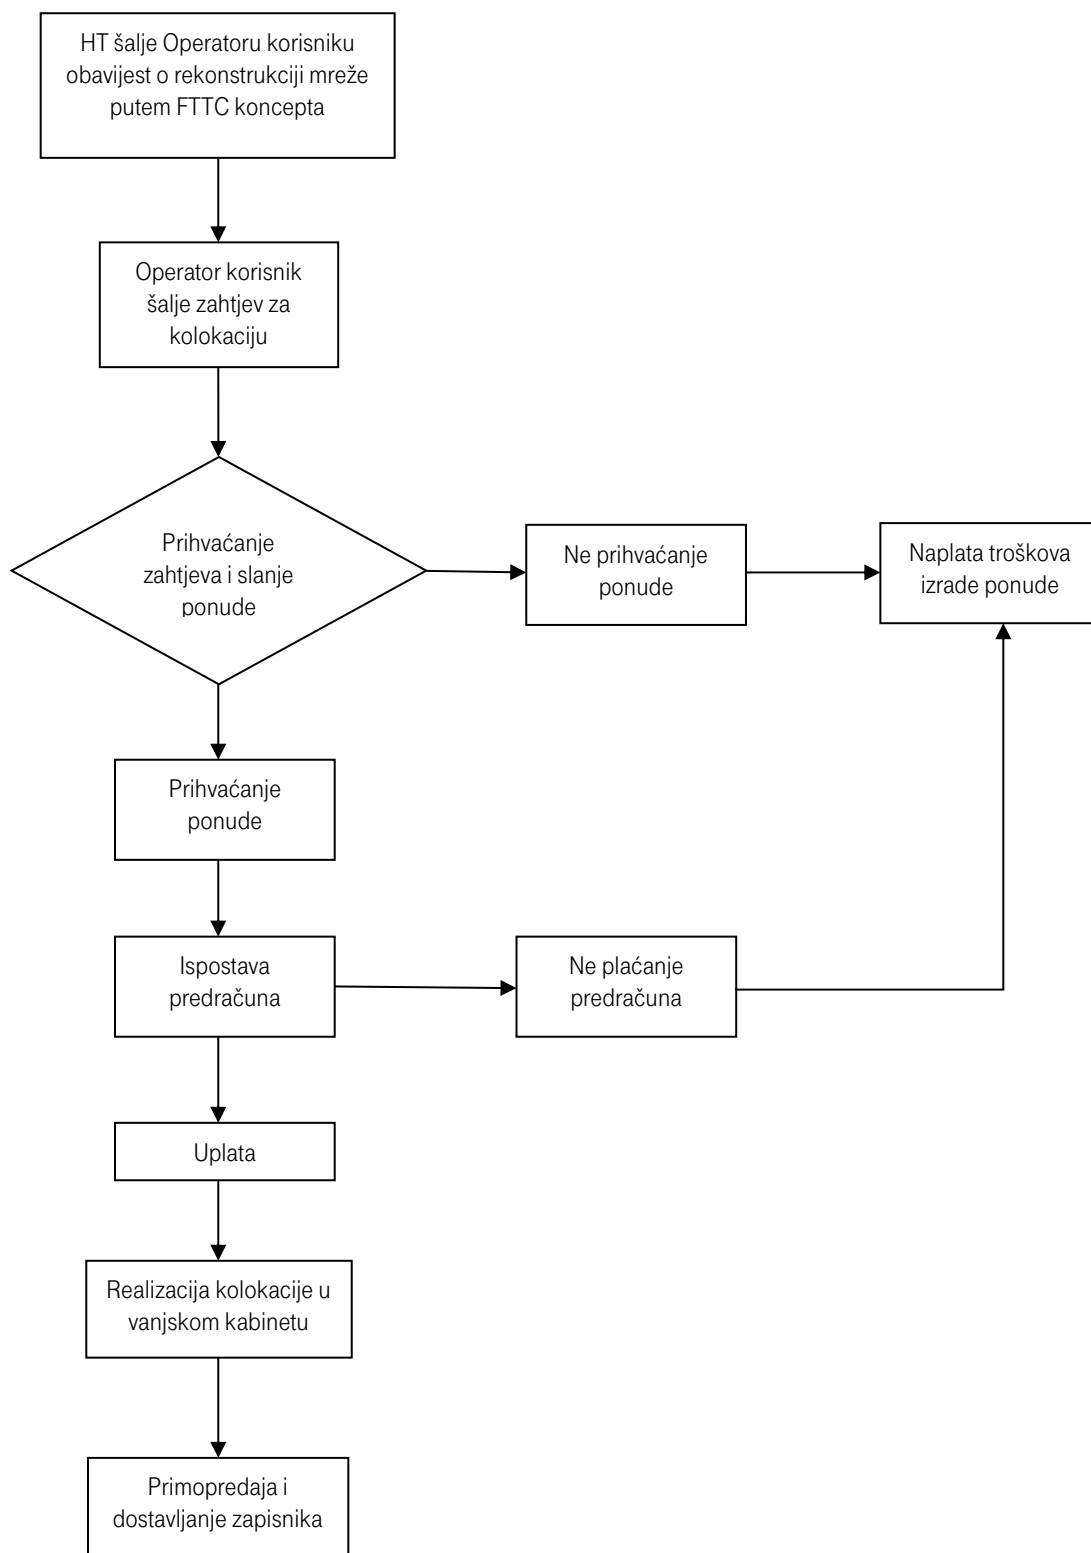 HT šalje Operatoru korisniku
obavijest o rekonstrukciji mreže
putem FTTC koncepta
Operator korisnik
šalje zahtjev za
kolokaciju
Prihvaćanje
zahtjeva i slanje
ponude
Ne prihvaćanje
ponude
Naplata troškova
izrade ponude
Prihvaćanje
ponude
Ispostava
predračuna
Ne plaćanje
predračuna
Uplata
Realizacija kolokacije u
vanjskom kabinetu
Primopredaja i
dostavljanje zapisnika